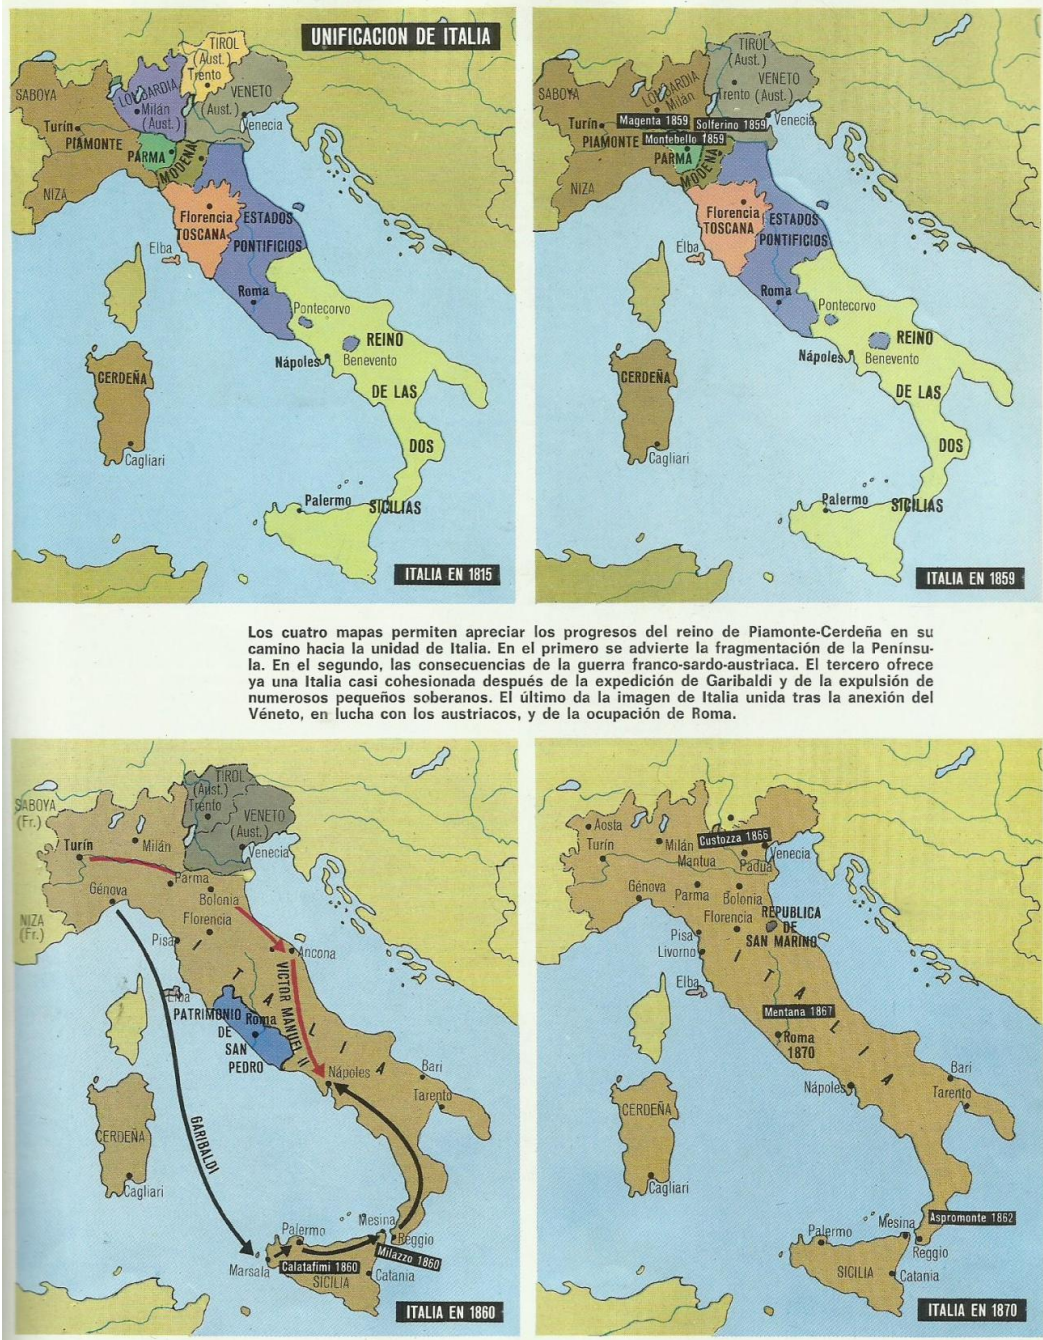 UNIFICACION DE ITALIA
TIROL
(Aust.)
Trento
SABOYA
LOMBARDIA
Milán
(Aust.)
VENETO
(Aust.)
Venecia
Turín
PIAMONTE
PARMA
MODENA
NIZA
Florencia
TOSCANA
ESTADOS
PONTIFICIOS
Elba
Roma
Pontecorvo
REINO
Nápoles
Benevento
CERDEÑA
DE LAS
DOS
Cagliari
Palermo
SICILIAS
ITALIA EN 1815
TIROL
(Aust.)
SABOYA
LOMBARDIA
Milán
Trento
VENETO
(Aust.)
Turín
Magenta 1859
Solferino 1859
Venecia
PIAMONTE
Montebello 1859
PARMA
MODENA
NIZA
Florencia
TOSCANA
ESTADOS
PONTIFICIOS
Elba
Roma
Pontecorvo
REINO
Nápoles
Benevento
CERDEÑA
DE LAS
DOS
Cagliari
Palermo
SICILIAS
ITALIA EN 1859
Los cuatro mapas permiten apreciar los progresos del reino de Piamonte-Cerdeña en su
camino hacia la unidad de Italia. En el primero se advierte la fragmentación de la Penínsu-
la. En el segundo, las consecuencias de la guerra franco-sardo-austriaca. El tercero ofrece
ya una Italia casi cohesionada después de la expedición de Garibaldi y de la expulsión de
numerosos pequeños soberanos. El último da la imagen de Italia unida tras la anexión del
Véneto, en lucha con los austriacos, y de la ocupación de Roma.
TIROL
(Aust.)
Trento
SABOYA
(Fr.)
VENETO
(Aust.)
Turín
Milán
Venecia
Parma
Génova
Bolonia
NIZA
(Fr.)
Florencia
Pisa
Ancona
ITALIA
VICTOR MANUEL II
Elba
PATRIMONIO
DE
SAN
PEDRO
Roma
Nápoles
Bari
Tarento
CERDEÑA
GARIBALDI
Cagliari
Palermo
Mesina
Reggio
Milazzo 1860
Marsala
Calatafimi 1860
SICILIA
Catania
ITALIA EN 1860
Aosta
Turín
Milán
Mantua
Custozza 1866
Padua
Venecia
Génova
Parma
Bolonia
Florencia
REPUBLICA
DE
SAN MARINO
Pisa
Livorno
ITALIA
Elba
Mentana 1867
Roma
1870
Nápoles
Bari
Tarento
CERDEÑA
Cagliari
Palermo
Mesina
Aspromonte 1862
Reggio
SICILIA
Catania
ITALIA EN 1870